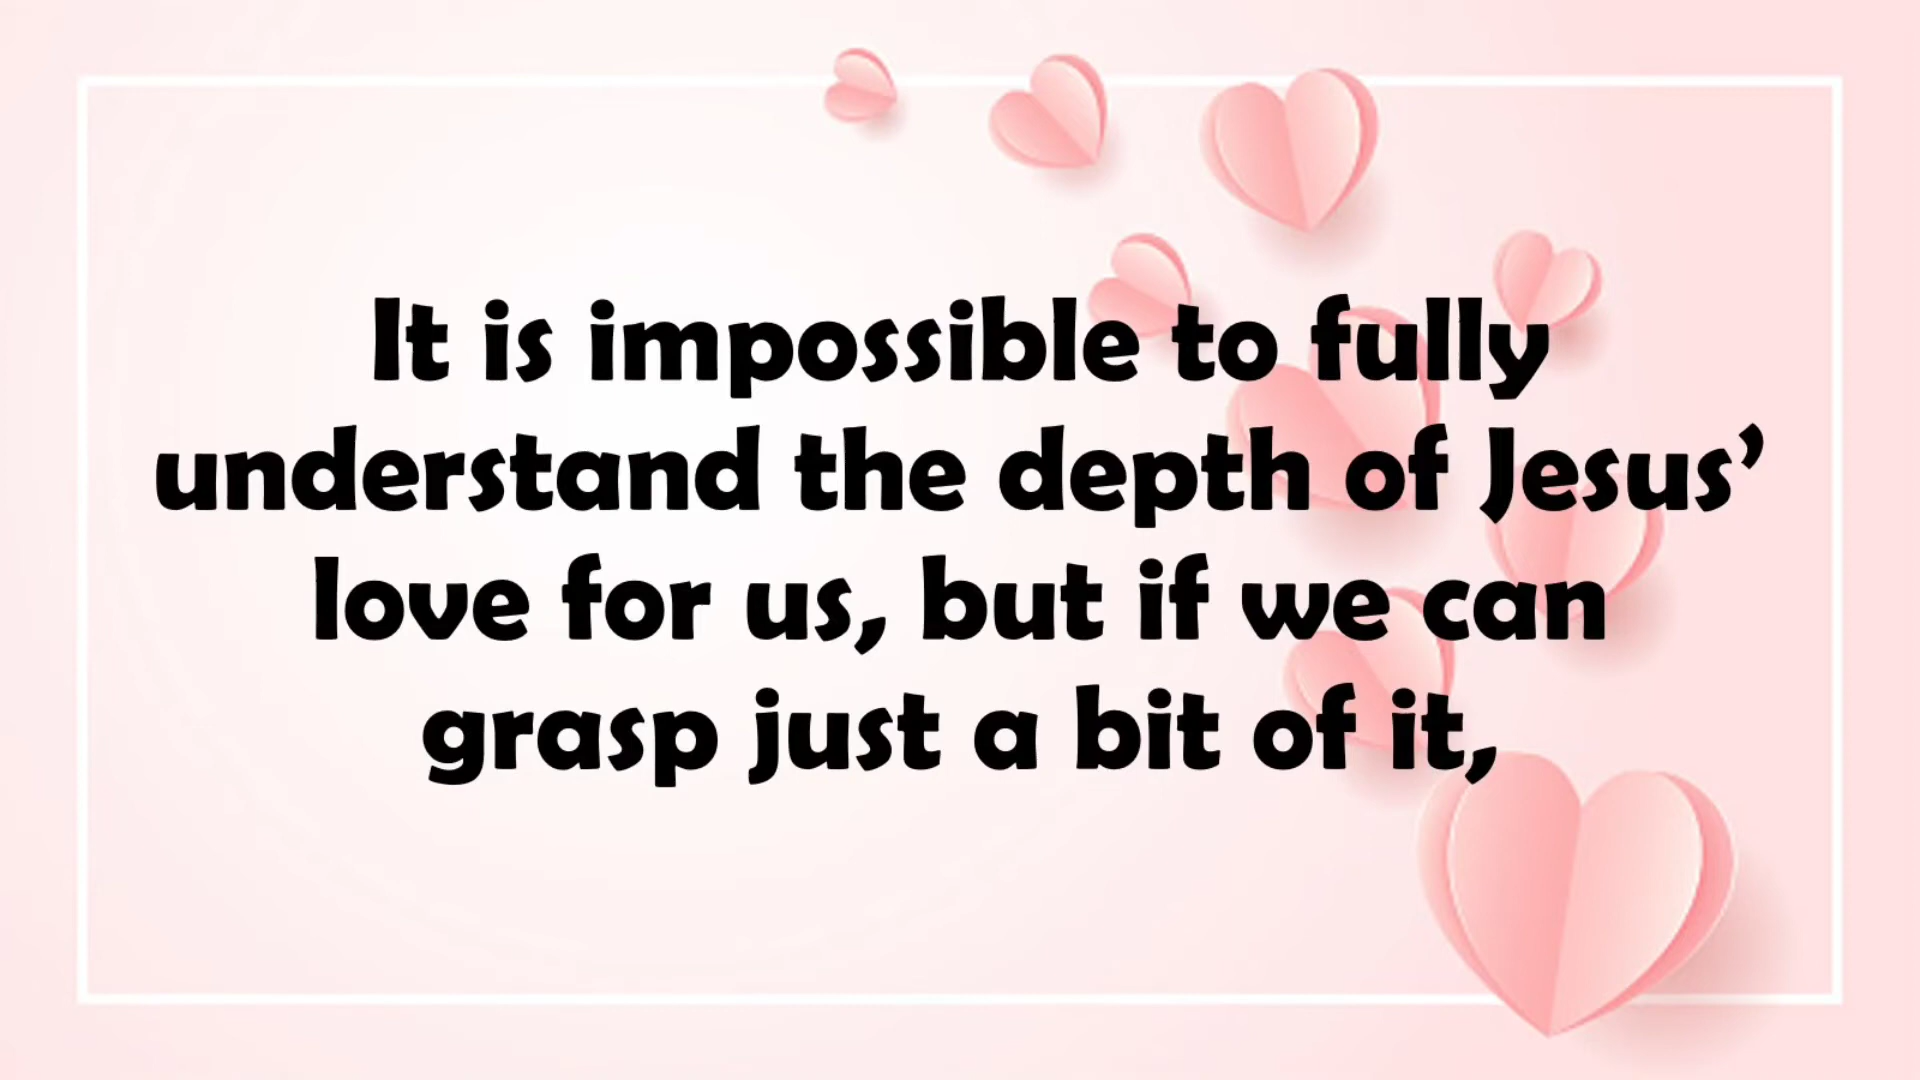 It is impossible to fully
understand the depth of Jesus’
love for us, but if we can
grasp just a bit of it,